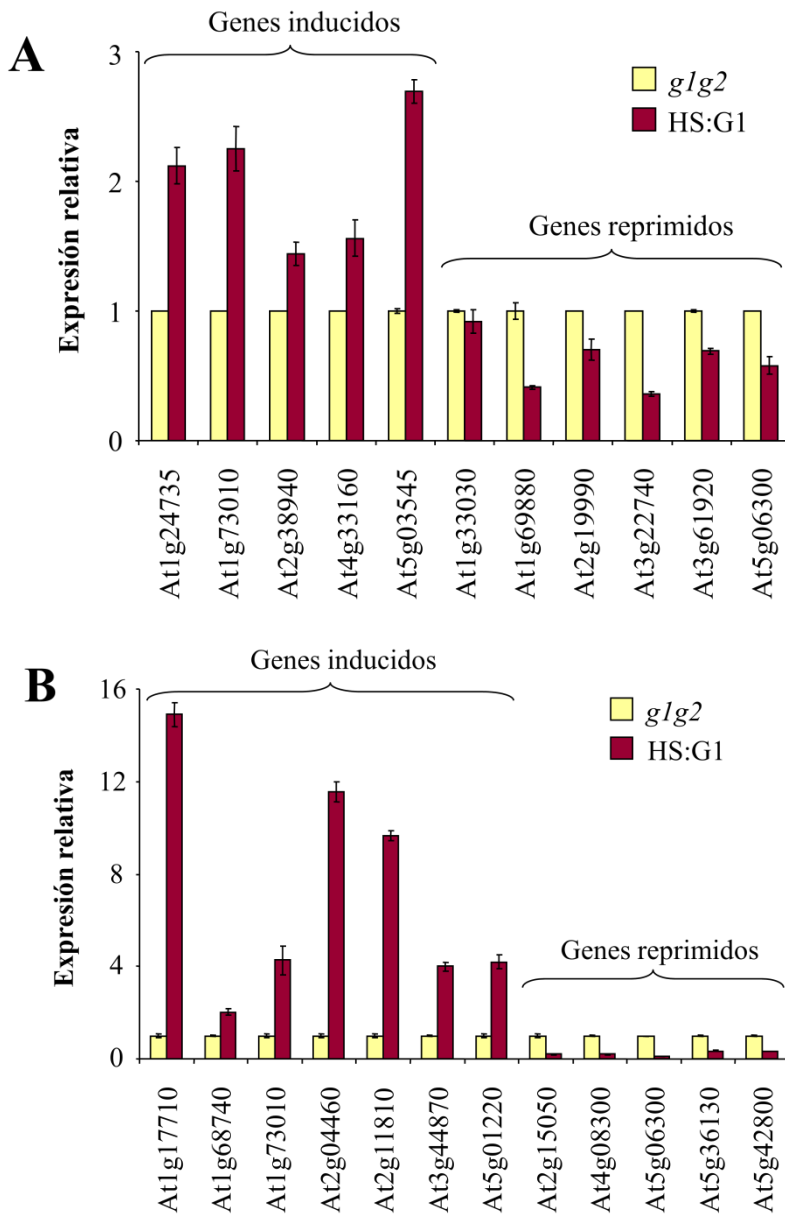 A
Genes inducidos
g1g2
HS:G1
Genes reprimidos
Expresión relativa
3
2
1
0
At1g24735
At1g73010
At2g38940
At4g33160
At5g03545
At1g33030
At1g69880
At2g19990
At3g22740
At3g61920
At5g06300
B
Genes inducidos
g1g2
HS:G1
Genes reprimidos
Expresión relativa
16
12
8
4
0
At1g17710
At1g68740
At1g73010
At2g04460
At2g11810
At3g44870
At5g01220
At2g15050
At4g08300
At5g06300
At5g36130
At5g42800